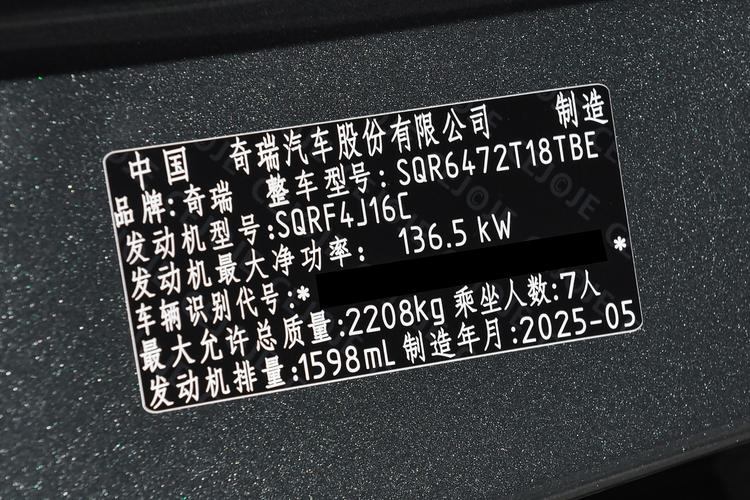 中国 奇瑞汽车股份有限公司 制造
品牌:奇瑞 整车型号:SQR6472T18TBE
发动机型号:SQRF4J16C
发动机最大净功率: 136.5 kW
车辆识别代号:* *
最大允许总质量:2208kg 乘坐人数:7人
发动机排量:1598mL 制造年月:2025-05